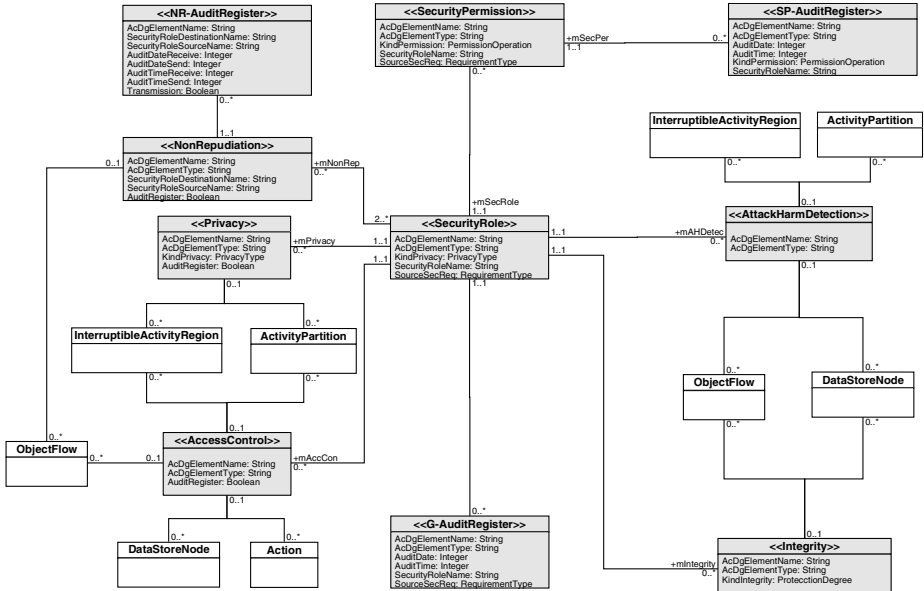 <<NR-AuditRegister>>
AcDgElementName: String
SecurityRoleDestinationName: String
SecurityRoleSourceName: String
AuditDateReceive: Integer
AuditDateSend: Integer
AuditTimeReceive: Integer
AuditTimeSend: Integer
Transmission: Boolean
0..*
1..1
<<SecurityPermission>>
AcDgElementName: String
AcDgElementType: String
KindPermission: PermissionOperation
SecurityRoleName: String
SourceSecReq: RequirementType
+mSecPer
1..1
0..*
0..*
<<SP-AuditRegister>>
AcDgElementName: String
AcDgElementType: String
AuditDate: Integer
AuditTime: Integer
KindPermission: PermissionOperation
SecurityRoleName: String
<<NonRepudiation>>
AcDgElementName: String
AcDgElementType: String
SecurityRoleDestinationName: String
SecurityRoleSourceName: String
AuditRegister: Boolean
0..1
+mNonRep
0..*
InterruptibleActivityRegion
0..*
ActivityPartition
0..*
0..1
<<Privacy>>
AcDgElementName: String
AcDgElementType: String
KindPrivacy: PrivacyType
AuditRegister: Boolean
+mPrivacy
0..*
0..1
+mSecRole
1..1
2..*
1..1
1..1
<<SecurityRole>>
AcDgElementName: String
AcDgElementType: String
KindPrivacy: PrivacyType
SecurityRoleName: String
SourceSecReq: RequirementType
1..1
1..1
1..1
+mAHDetec
0..*
<<AttackHarmDetection>>
AcDgElementName: String
AcDgElementType: String
0..1
0..*
0..*
InterruptibleActivityRegion
0..*
ActivityPartition
0..*
0..1
0..*
ObjectFlow
0..*
0..*
DataStoreNode
0..*
ObjectFlow
0..*
0..*
0..1
<<AccessControl>>
AcDgElementName: String
AcDgElementType: String
AuditRegister: Boolean
+mAccCon
0..*
0..1
0..*
DataStoreNode
0..*
Action
0..*
<<G-AuditRegister>>
AcDgElementName: String
AcDgElementType: String
AuditDate: Integer
AuditTime: Integer
SecurityRoleName: String
SourceSecReq: RequirementType
0..1
+mIntegrity
0..*
<<Integrity>>
AcDgElementName: String
AcDgElementType: String
KindIntegrity: ProtecctionDegree